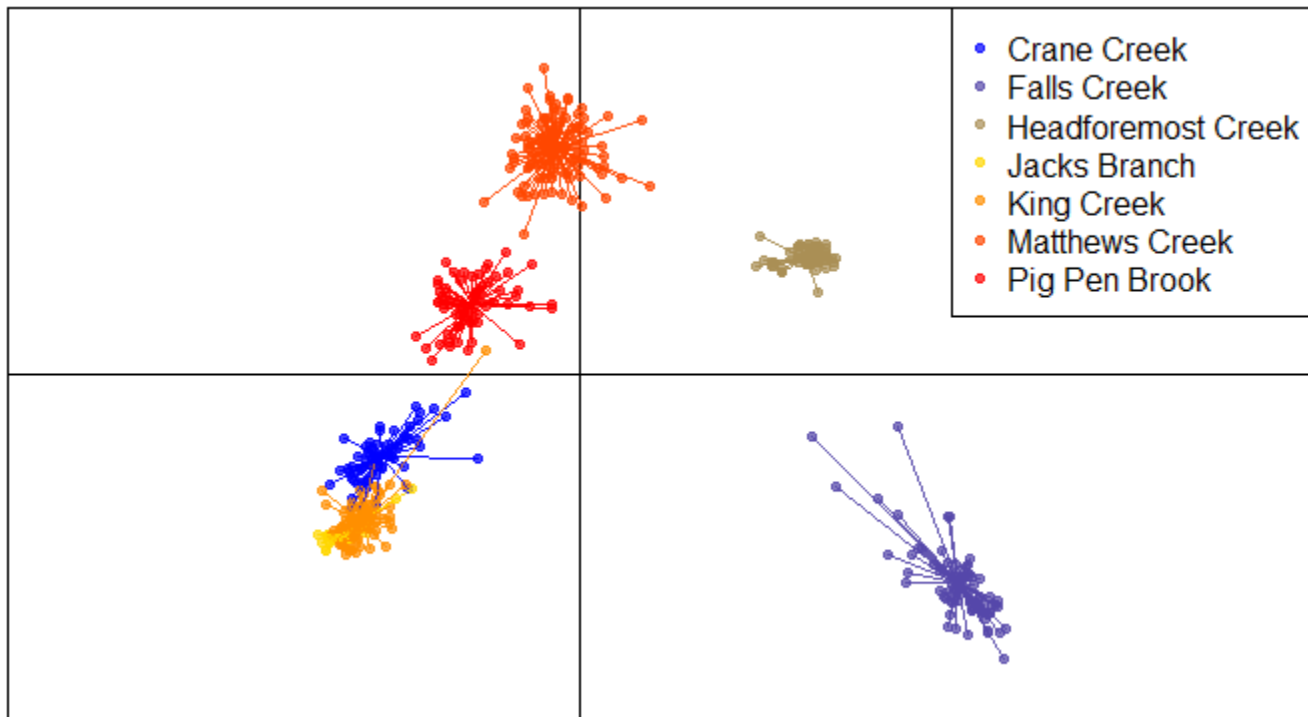 Crane Creek
Falls Creek
Headforemost Creek
Jacks Branch
King Creek
Matthews Creek
Pig Pen Brook